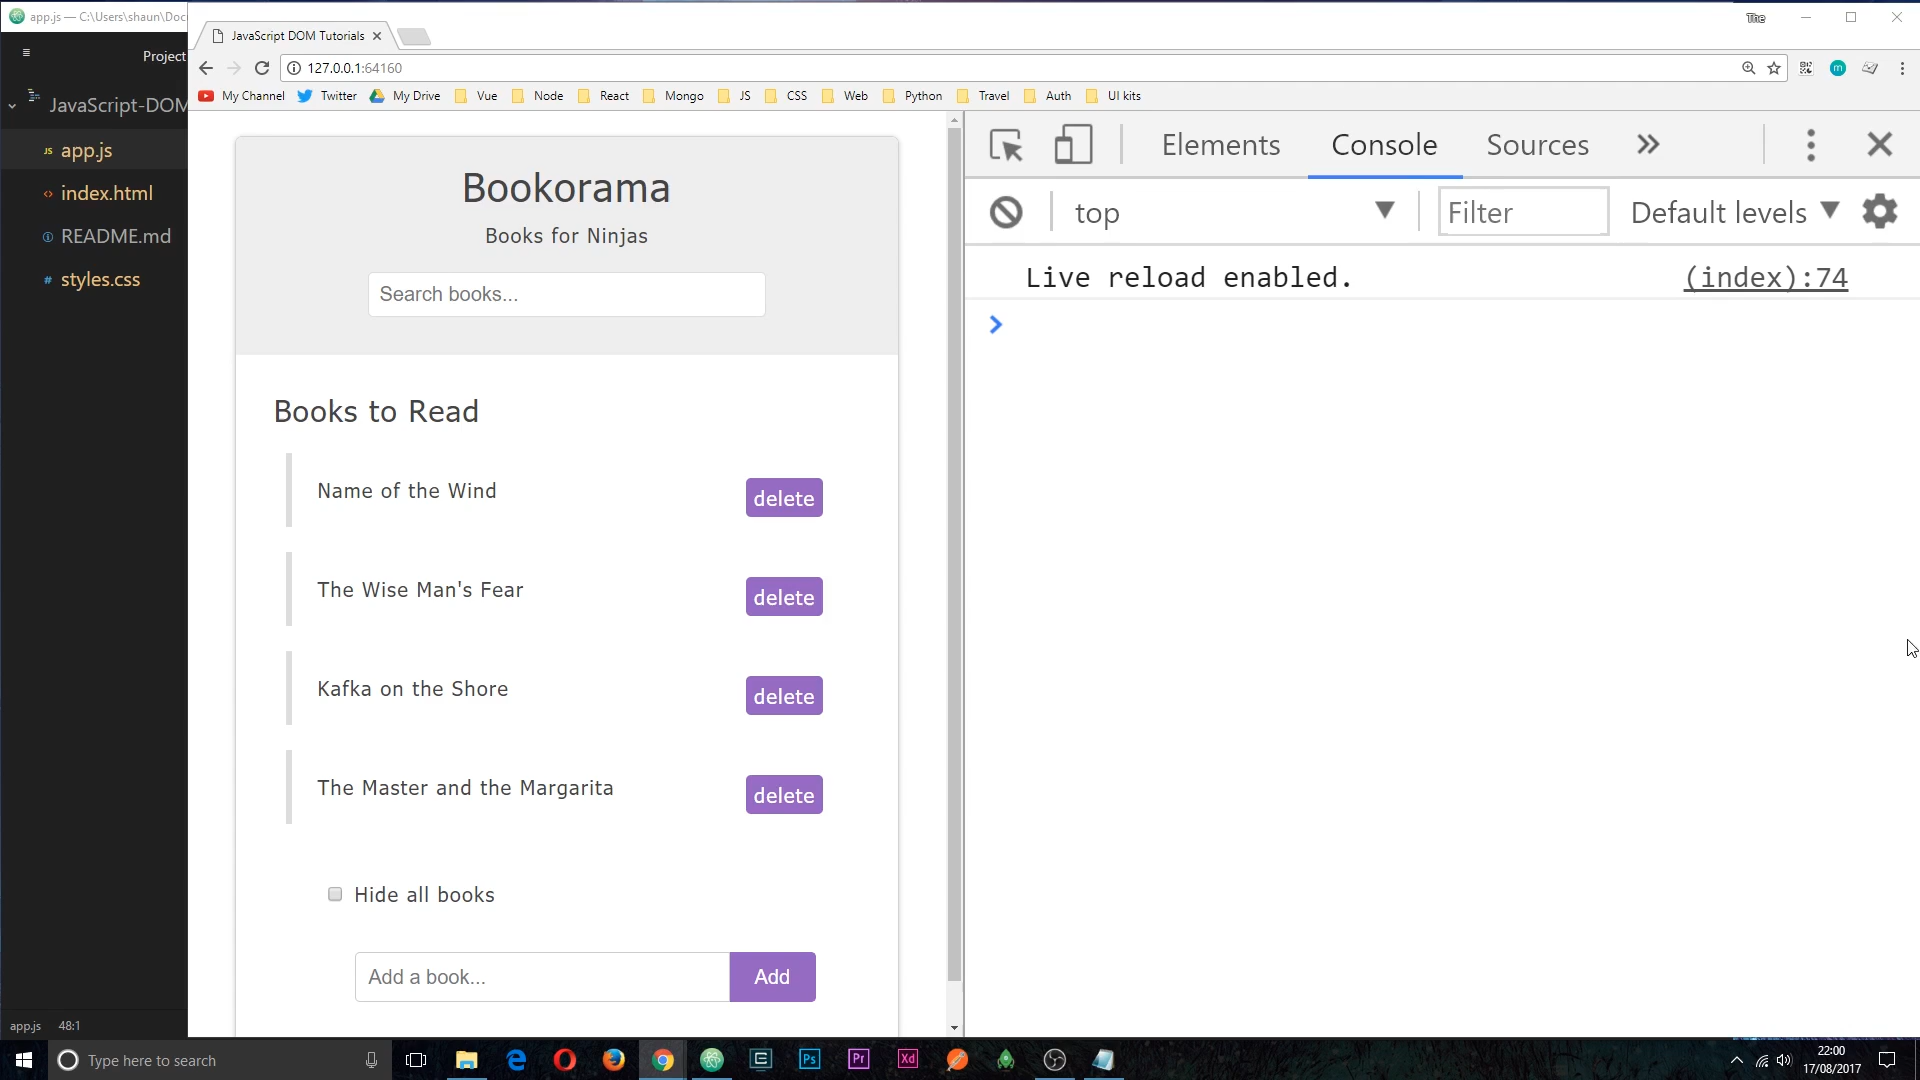 app.js — C:\Users\shaun\Doc
The
JavaScript DOM Tutorials
127.0.0.1:64160
My Channel Twitter My Drive Vue Node React Mongo JS CSS Web Python Travel Auth UI kits
Project
JavaScript-DOM
app.js
index.html
README.md
styles.css
Bookorama
Books for Ninjas
Search books...
Books to Read
Name of the Wind delete
The Wise Man's Fear delete
Kafka on the Shore delete
The Master and the Margarita delete
Hide all books
Add a book... Add
Elements Console Sources
top Filter Default levels
Live reload enabled. (index):74
app.js 48:1
Type here to search
22:00
17/08/2017